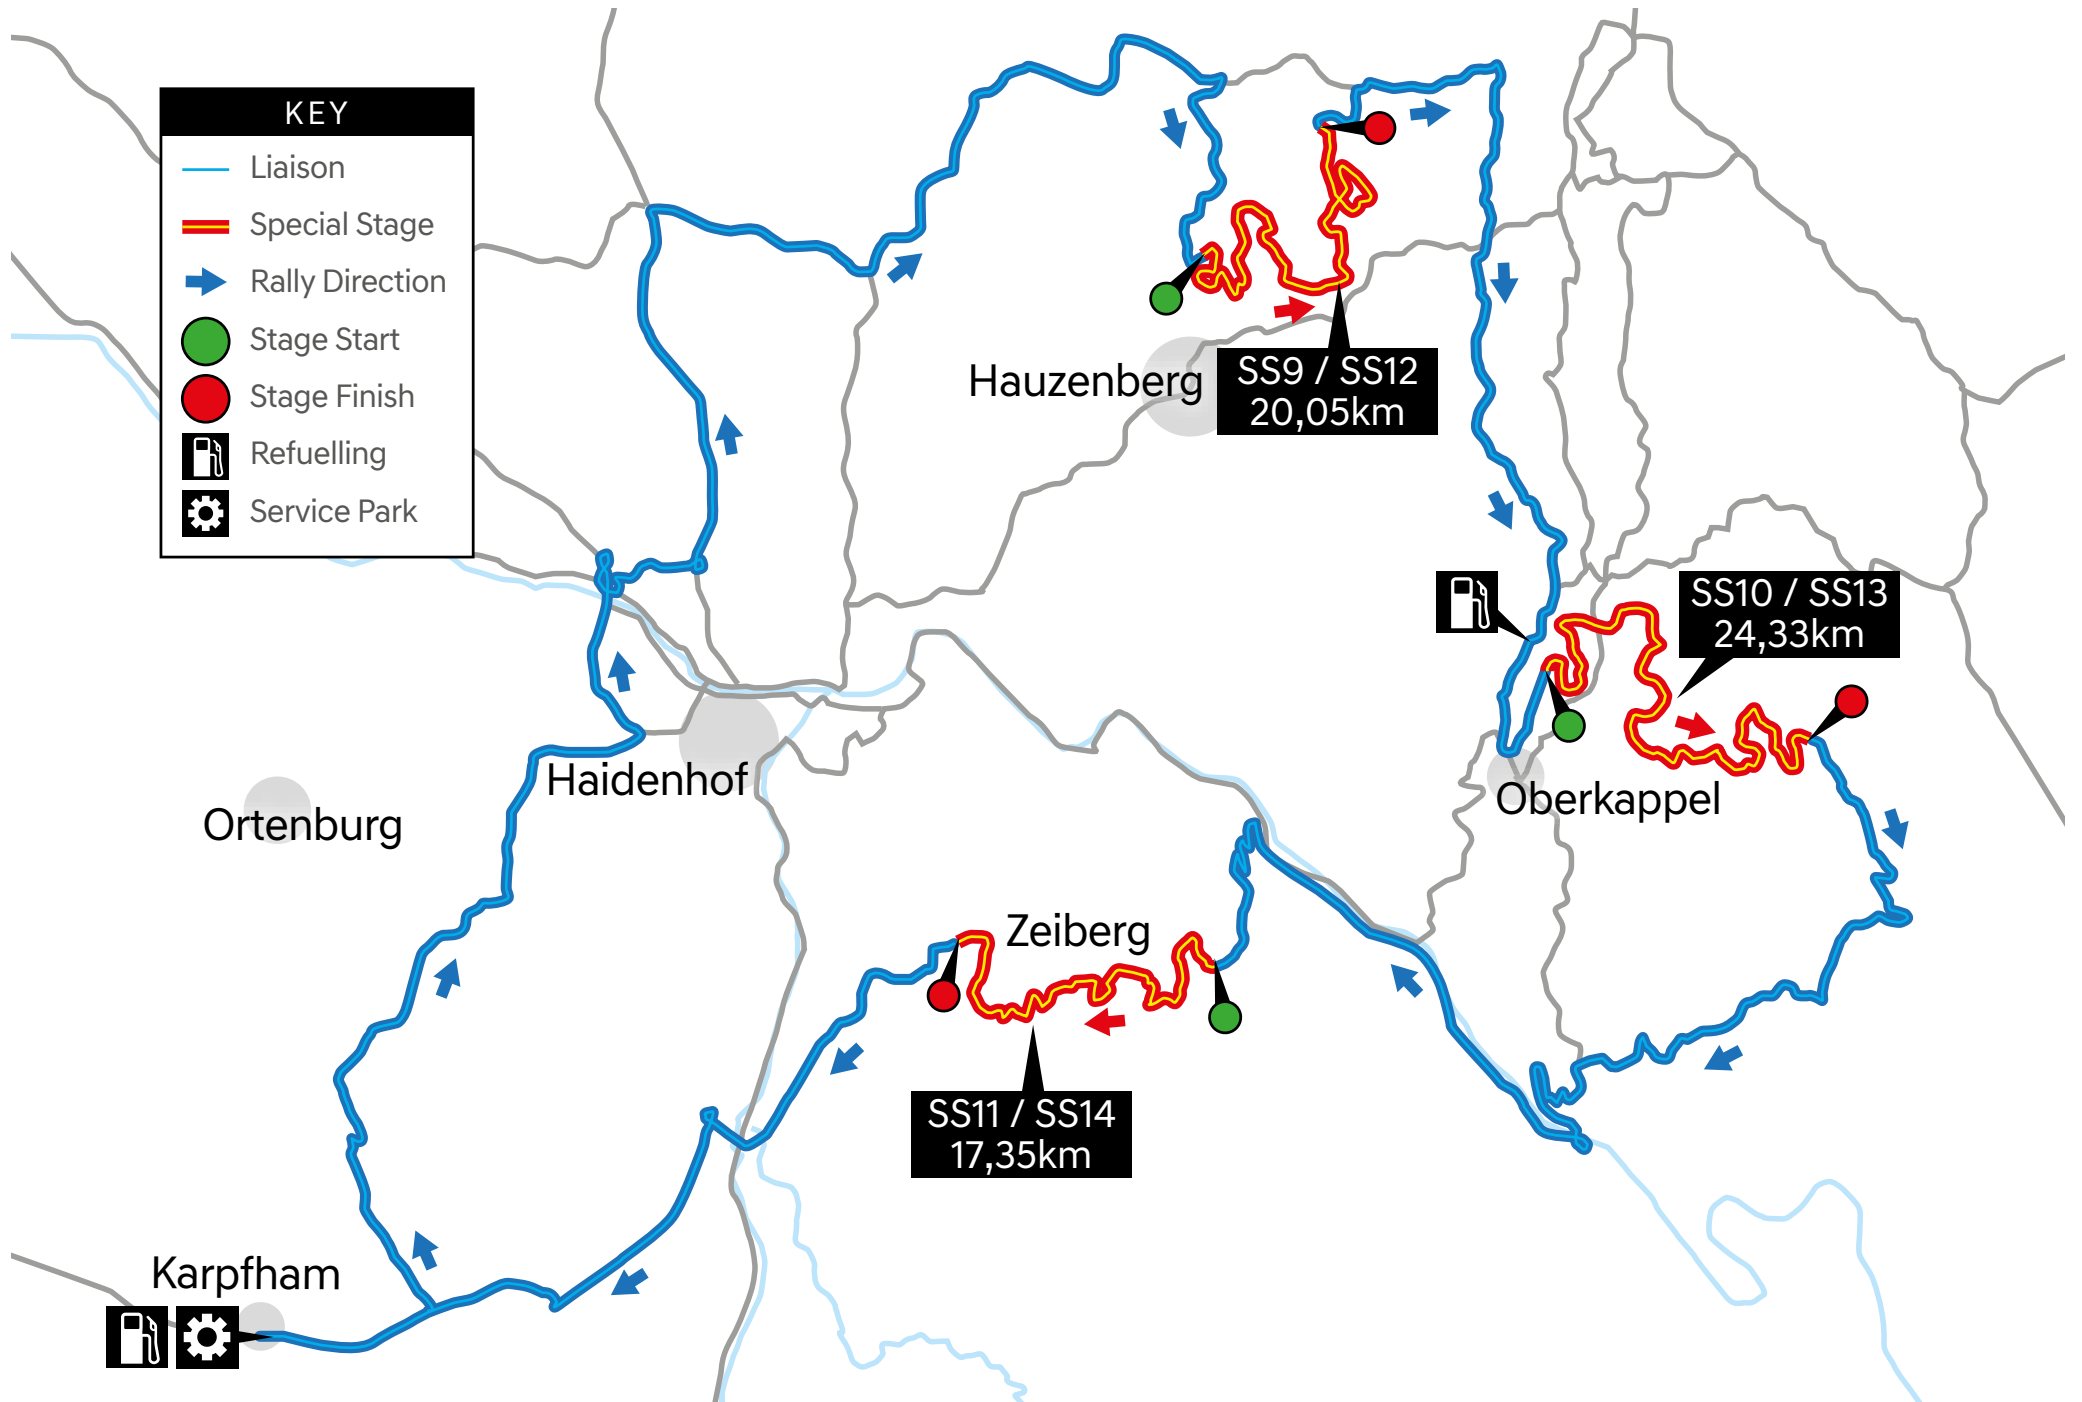 KEY
Liaison
Special Stage
Rally Direction
Stage Start
Stage Finish
Refuelling
Service Park
Hauzenberg
SS9 / SS12
20,05km
SS10 / SS13
24,33km
Haidenhof
Ortenburg
Oberkappel
Zeiberg
SS11 / SS14
17,35km
Karpfham